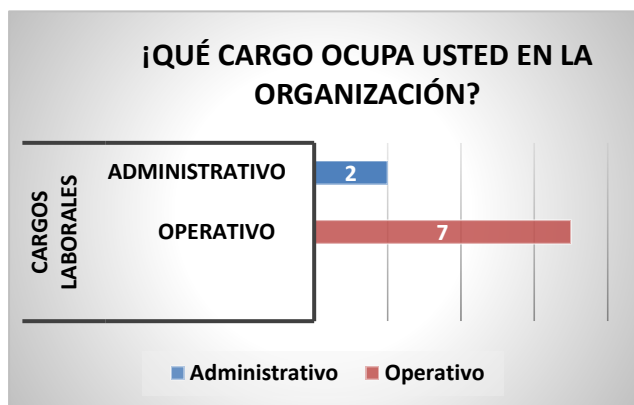 ¡QUÉ CARGO OCUPA USTED EN LA
ORGANIZACIÓN?
CARGOS
LABORALES
ADMINISTRATIVO
2
OPERATIVO
7
Administrativo
Operativo